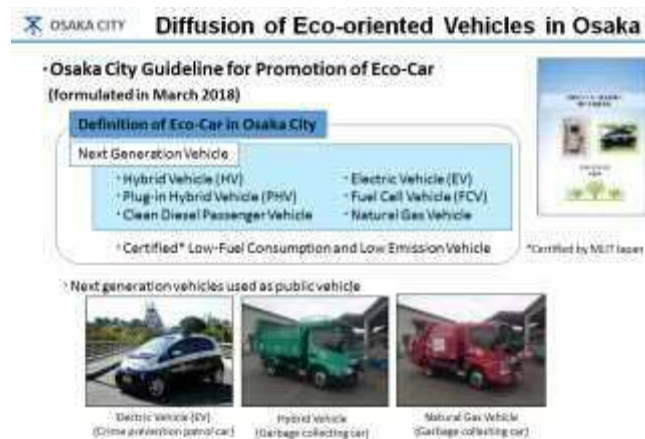 OSAKA CITY
Diffusion of Eco-oriented Vehicles in Osaka
・Osaka City Guideline for Promotion of Eco-Car
(formulated in March 2018)
Definition of Eco-Car in Osaka City
Next Generation Vehicle
・Hybrid Vehicle (HV)
・Electric Vehicle (EV)
・Plug-in Hybrid Vehicle (PHV)
・Fuel Cell Vehicle (FCV)
・Clean Diesel Passenger Vehicle
・Natural Gas Vehicle
・Certified* Low-Fuel Consumption and Low Emission Vehicle
*Certified by MLIT Japan
・Next generation vehicles used as public vehicle
Electric Vehicle (EV)
(Crime prevention patrol car)
Hybrid Vehicle
(Garbage collecting car)
Natural Gas Vehicle
(Garbage collecting car)